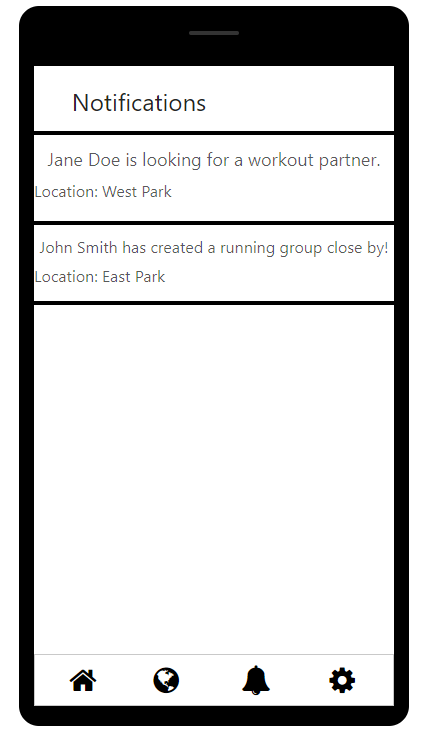 Notifications
Jane Doe is looking for a workout partner.
Location: West Park
John Smith has created a running group close by!
Location: East Park